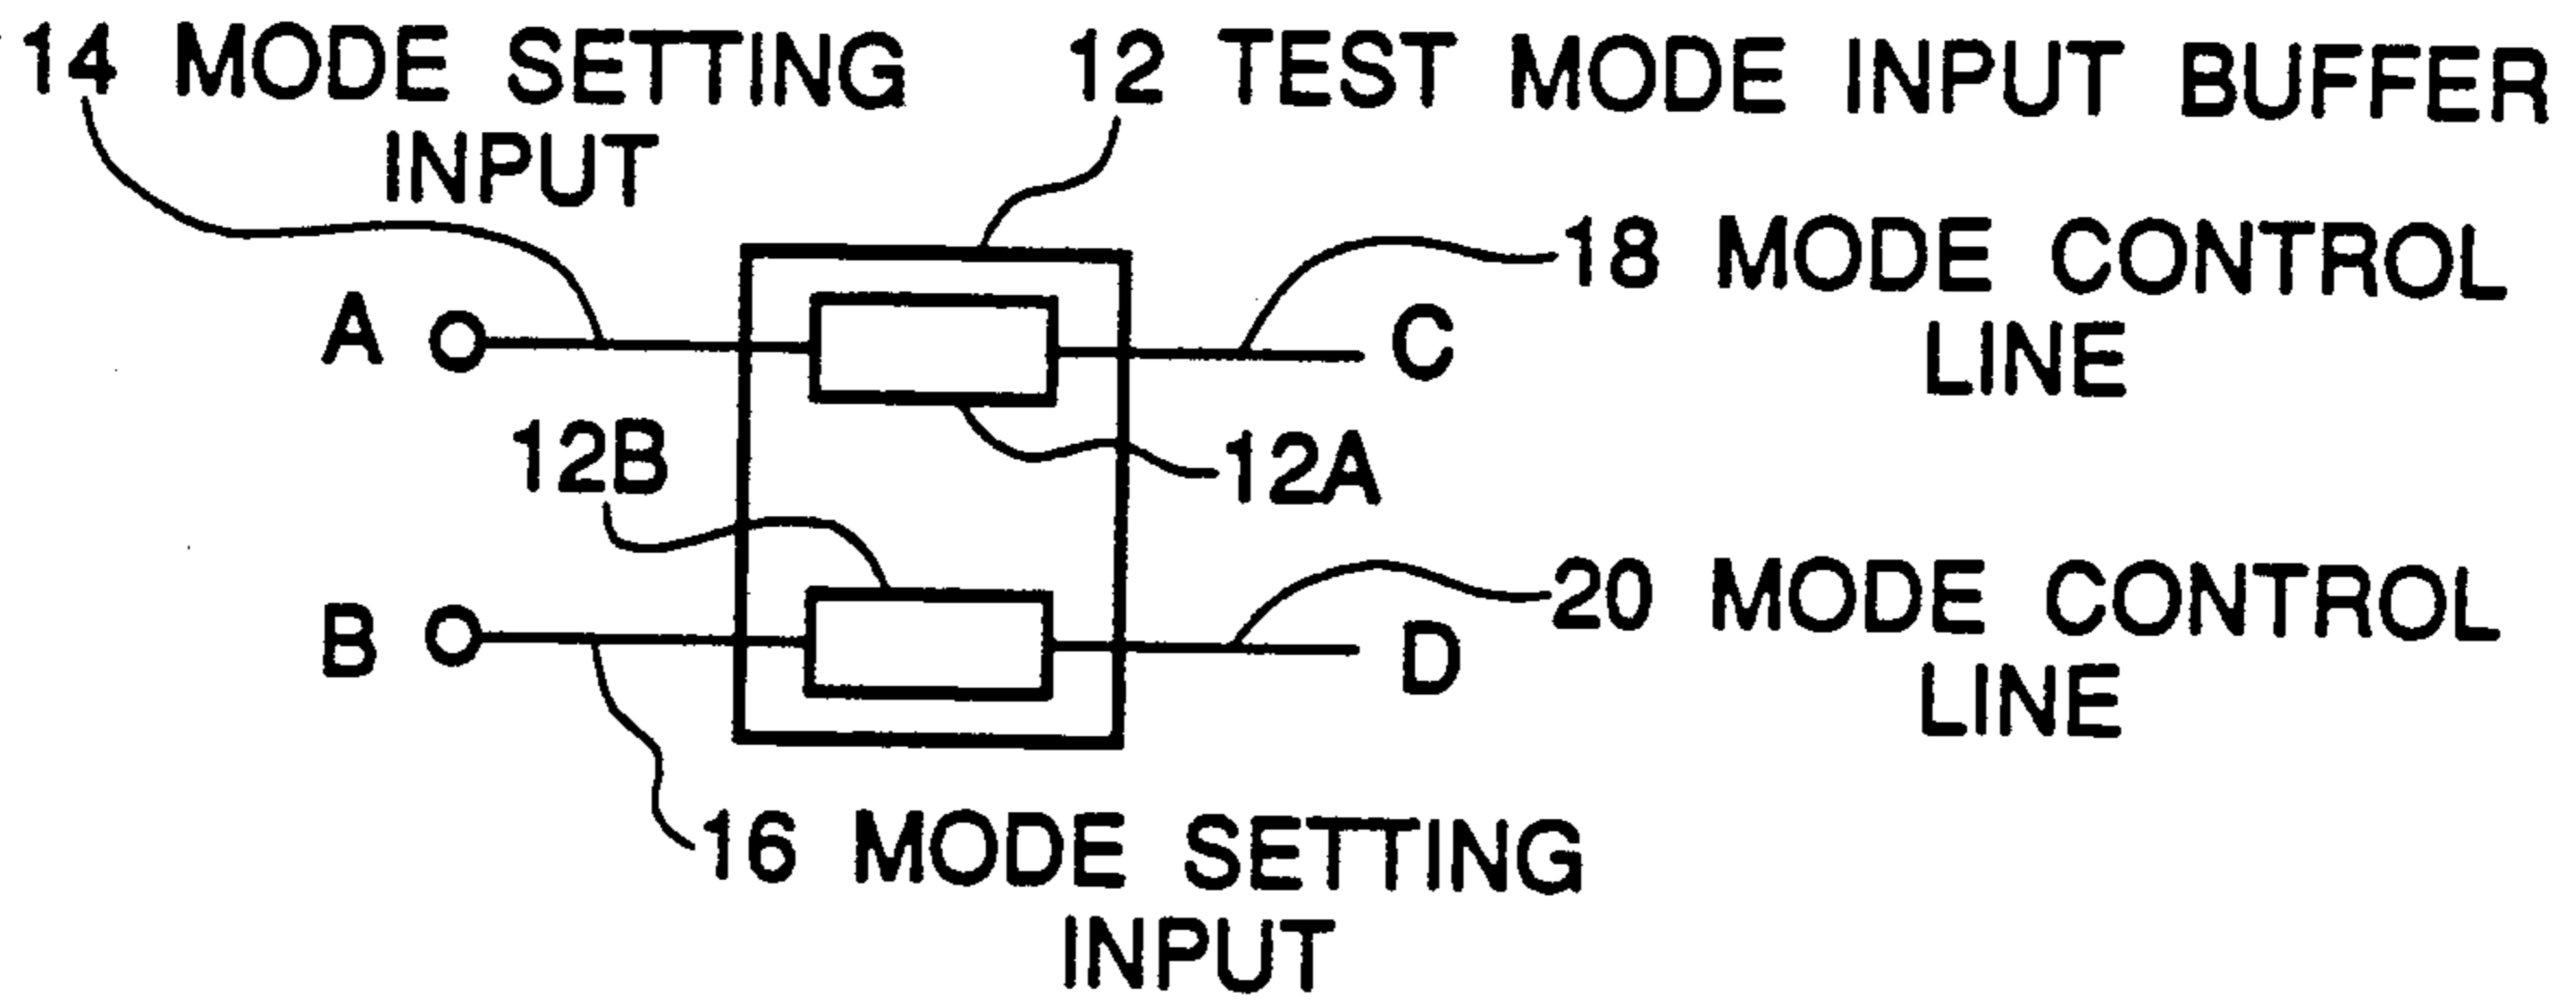 14 MODE SETTING
INPUT
12 TEST MODE INPUT BUFFER
18 MODE CONTROL
LINE
A
C
12B
12A
20 MODE CONTROL
LINE
B
D
16 MODE SETTING
INPUT